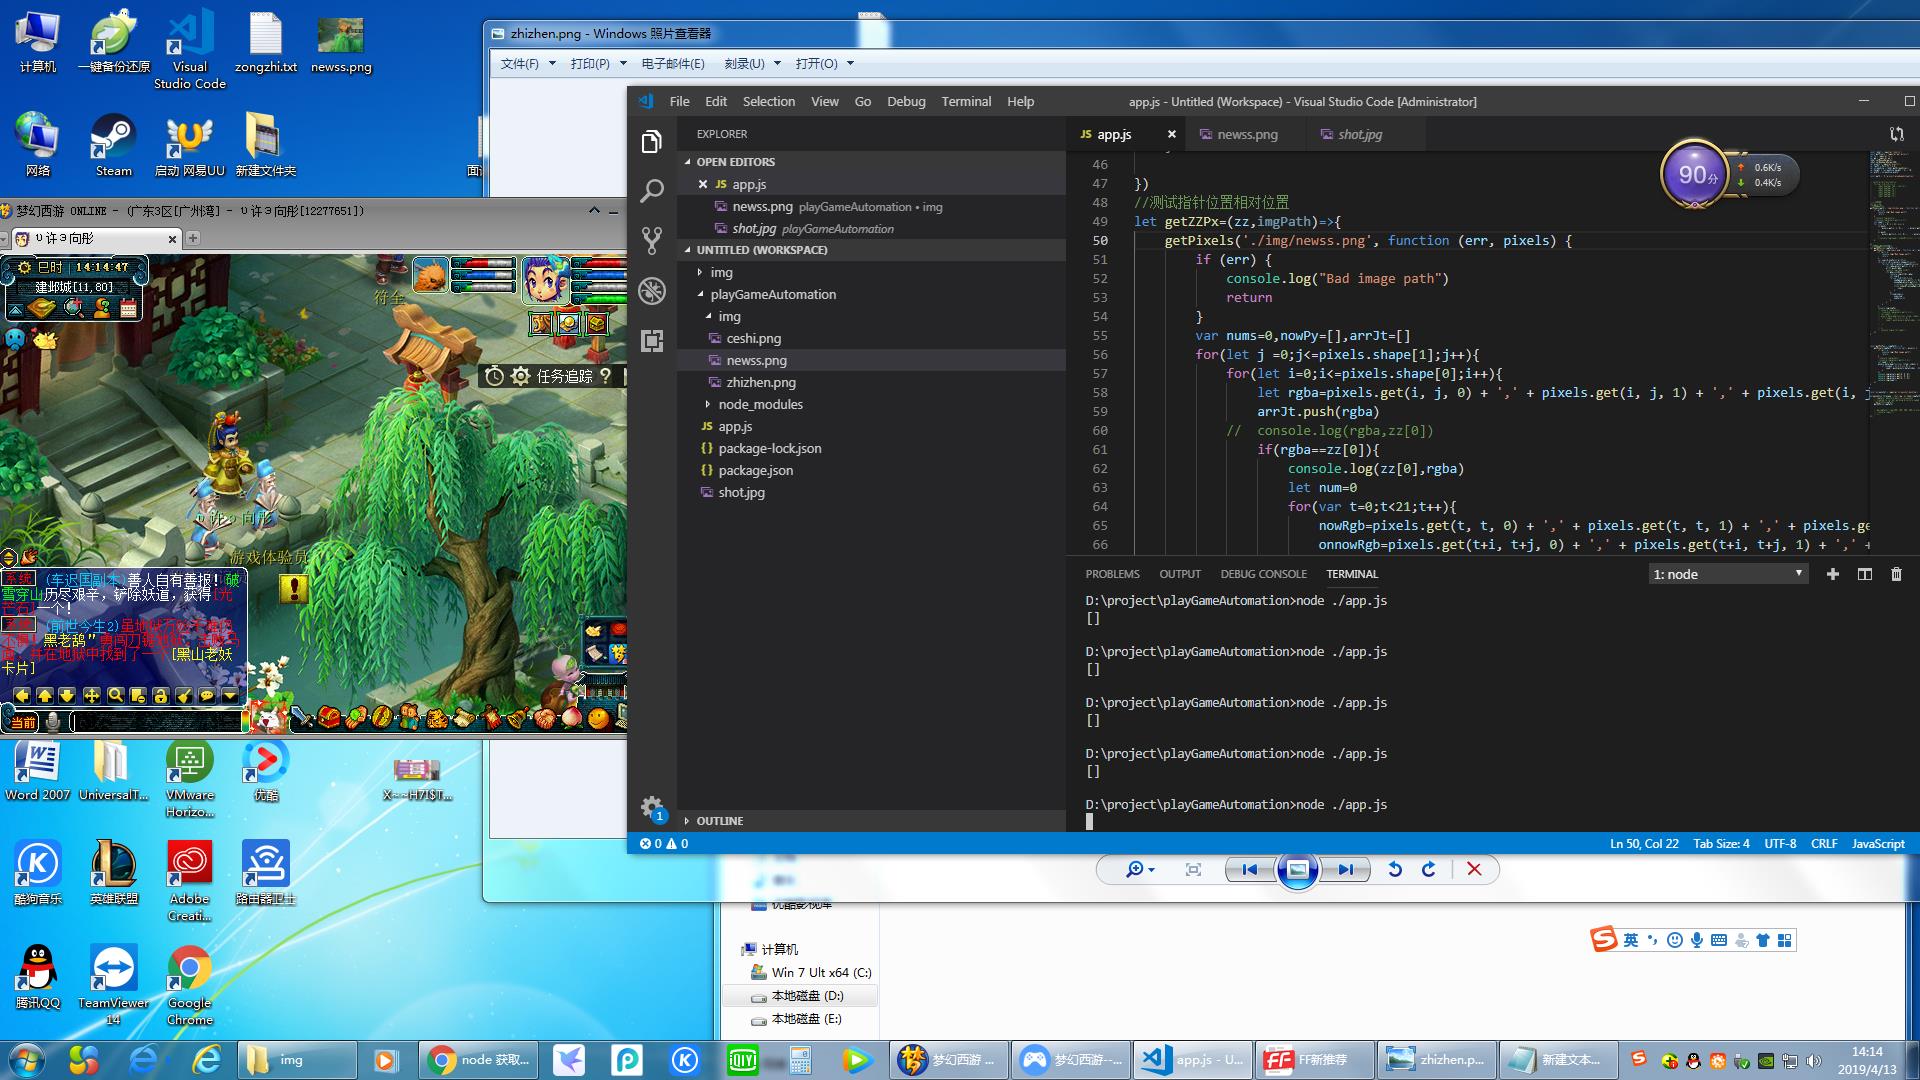 计算机
一键备份还原
Visual
Studio Code
zongzhi.txt
newss.png
网络
Steam
启动 网易UU
新建文件夹
zhizhen.png - Windows 照片查看器
文件(F)
打印(P)
电子邮件(E)
刻录(U)
打开(O)
梦幻西游 ONLINE - (广东3区[广州湾] - υ许э向彤[12277651])
υ许э向彤
巳时 14:14:47
建邺城[11,80]
符全
任务追踪 ?
υ许э向彤
游戏体验员
系统 (车迟国副本)善人自有善报! 破
雪穿山历尽艰辛, 铲除妖道, 获得[光
芒石]一个!
(前世今生2)
黑老鸹"
[黑山老妖
卡片]
当前
File
Edit
Selection
View
Go
Debug
Terminal
Help
app.js - Untitled (Workspace) - Visual Studio Code [Administrator]
EXPLORER
OPEN EDITORS
app.js
newss.png playGameAutomation • img
shot.jpg playGameAutomation
UNTITLED (WORKSPACE)
img
playGameAutomation
img
ceshi.png
newss.png
zhizhen.png
node_modules
app.js
package-lock.json
package.json
shot.jpg
OUTLINE
JS app.js
newss.png
shot.jpg
90分
0.6K/s
0.4K/s
46
47 })
48 //测试指针位置相对位置
49 let getZZPx=(zz,imgPath)=>{
50 getPixels('./img/newss.png', function (err, pixels) {
51 if (err) {
52 console.log("Bad image path")
53 return
54 }
55 var nums=0,nowPy=[],arrJt=[]
56 for(let j =0;j<=pixels.shape[1];j++){
57 for(let i=0;i<=pixels.shape[0];i++){
58 let rgba=pixels.get(i, j, 0) + ',' + pixels.get(i, j, 1) + ',' + pixels.get(i, j
59 arrJt.push(rgba)
60 // console.log(rgba,zz[0])
61 if(rgba==zz[0]){
62 console.log(zz[0],rgba)
63 let num=0
64 for(var t=0;t<21;t++){
65 nowRgb=pixels.get(t, t, 0) + ',' + pixels.get(t, t, 1) + ',' + pixels.ge
66 onnowRgb=pixels.get(t+i, t+j, 0) + ',' + pixels.get(t+i, t+j, 1) + ',' +
PROBLEMS
OUTPUT
DEBUG CONSOLE
TERMINAL
1: node
D:\project\playGameAutomation>node ./app.js
[]
D:\project\playGameAutomation>node ./app.js
[]
D:\project\playGameAutomation>node ./app.js
[]
D:\project\playGameAutomation>node ./app.js
[]
D:\project\playGameAutomation>node ./app.js
1
0 0
Ln 50, Col 22
Tab Size: 4
UTF-8
CRLF
JavaScript
Word 2007
UniversalT...
VMware
Horizo...
优酷
X~~H7I$T...
酷狗音乐
英雄联盟
Adobe
Creati...
路由器卫士
腾讯QQ
TeamViewer
14
Google
Chrome
优酷影视库
计算机
Win 7 Ult x64 (C:)
本地磁盘 (D:)
本地磁盘 (E:)
英
img
node 获取...
梦幻西游 ...
梦幻西游--...
app.js - U...
FF新推荐
zhizhen.p...
新建文本...
14:14
2019/4/13